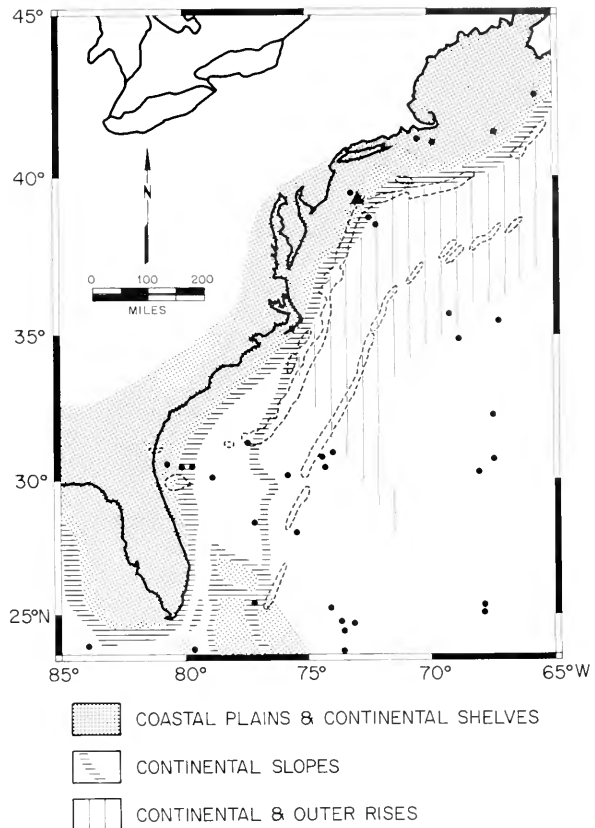 45°
40°
35°
30°
25°N
N
0 100 200
MILES
85° 80° 75° 70° 65°W
COASTAL PLAINS & CONTINENTAL SHELVES
CONTINENTAL SLOPES
CONTINENTAL & OUTER RISES